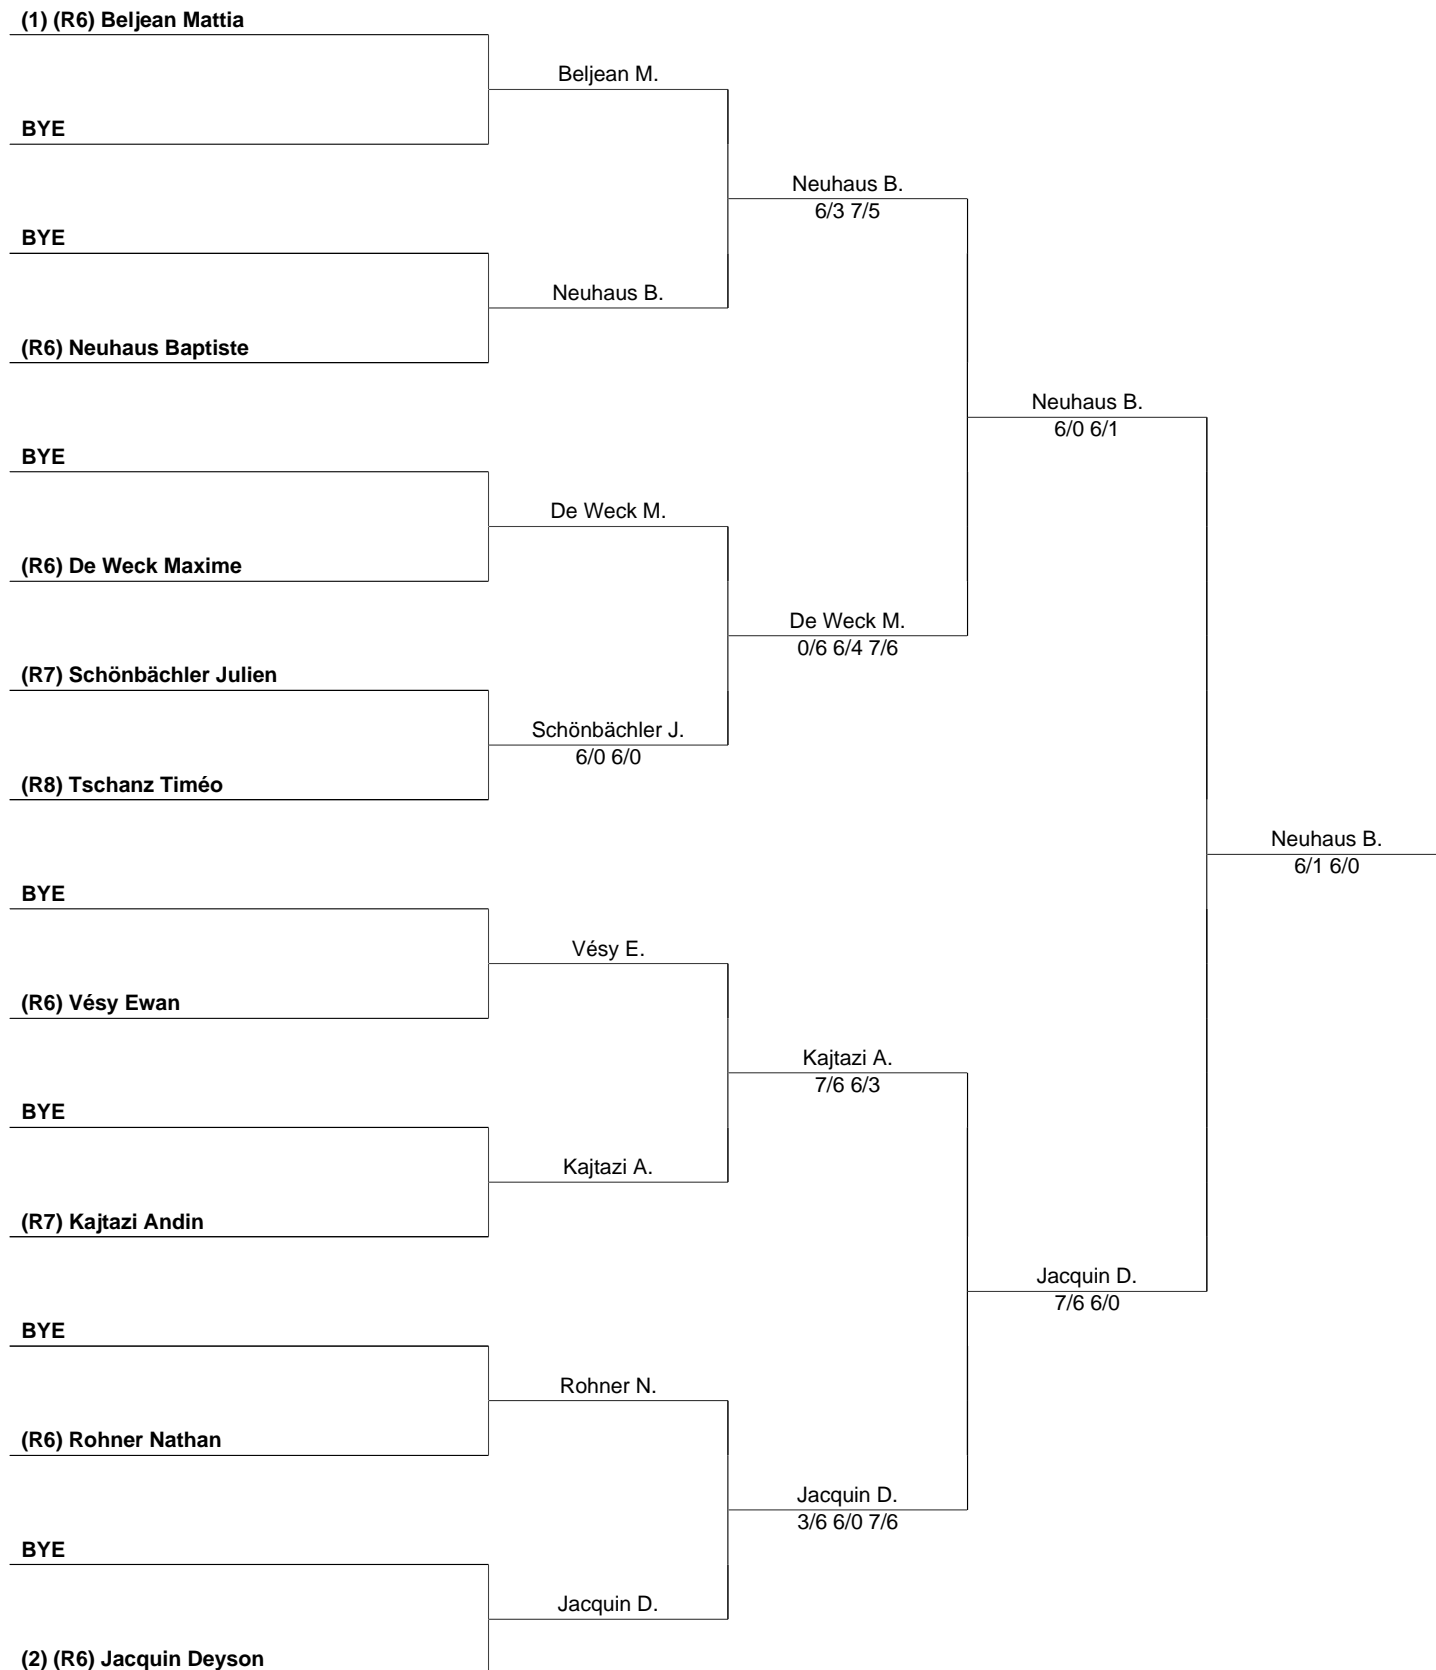 (1) (R6) Beljean Mattia
Beljean M.
BYE
Neuhaus B.
6/3 7/5
BYE
Neuhaus B.
(R6) Neuhaus Baptiste
Neuhaus B.
6/0 6/1
BYE
De Weck M.
(R6) De Weck Maxime
De Weck M.
0/6 6/4 7/6
(R7) Schönbächler Julien
Schönbächler J.
6/0 6/0
(R8) Tschanz Timéo
Neuhaus B.
6/1 6/0
BYE
Vésy E.
(R6) Vésy Ewan
Kajtazi A.
7/6 6/3
BYE
Kajtazi A.
(R7) Kajtazi Andin
Jacquin D.
7/6 6/0
BYE
Rohner N.
(R6) Rohner Nathan
Jacquin D.
3/6 6/0 7/6
BYE
Jacquin D.
(2) (R6) Jacquin Deyson